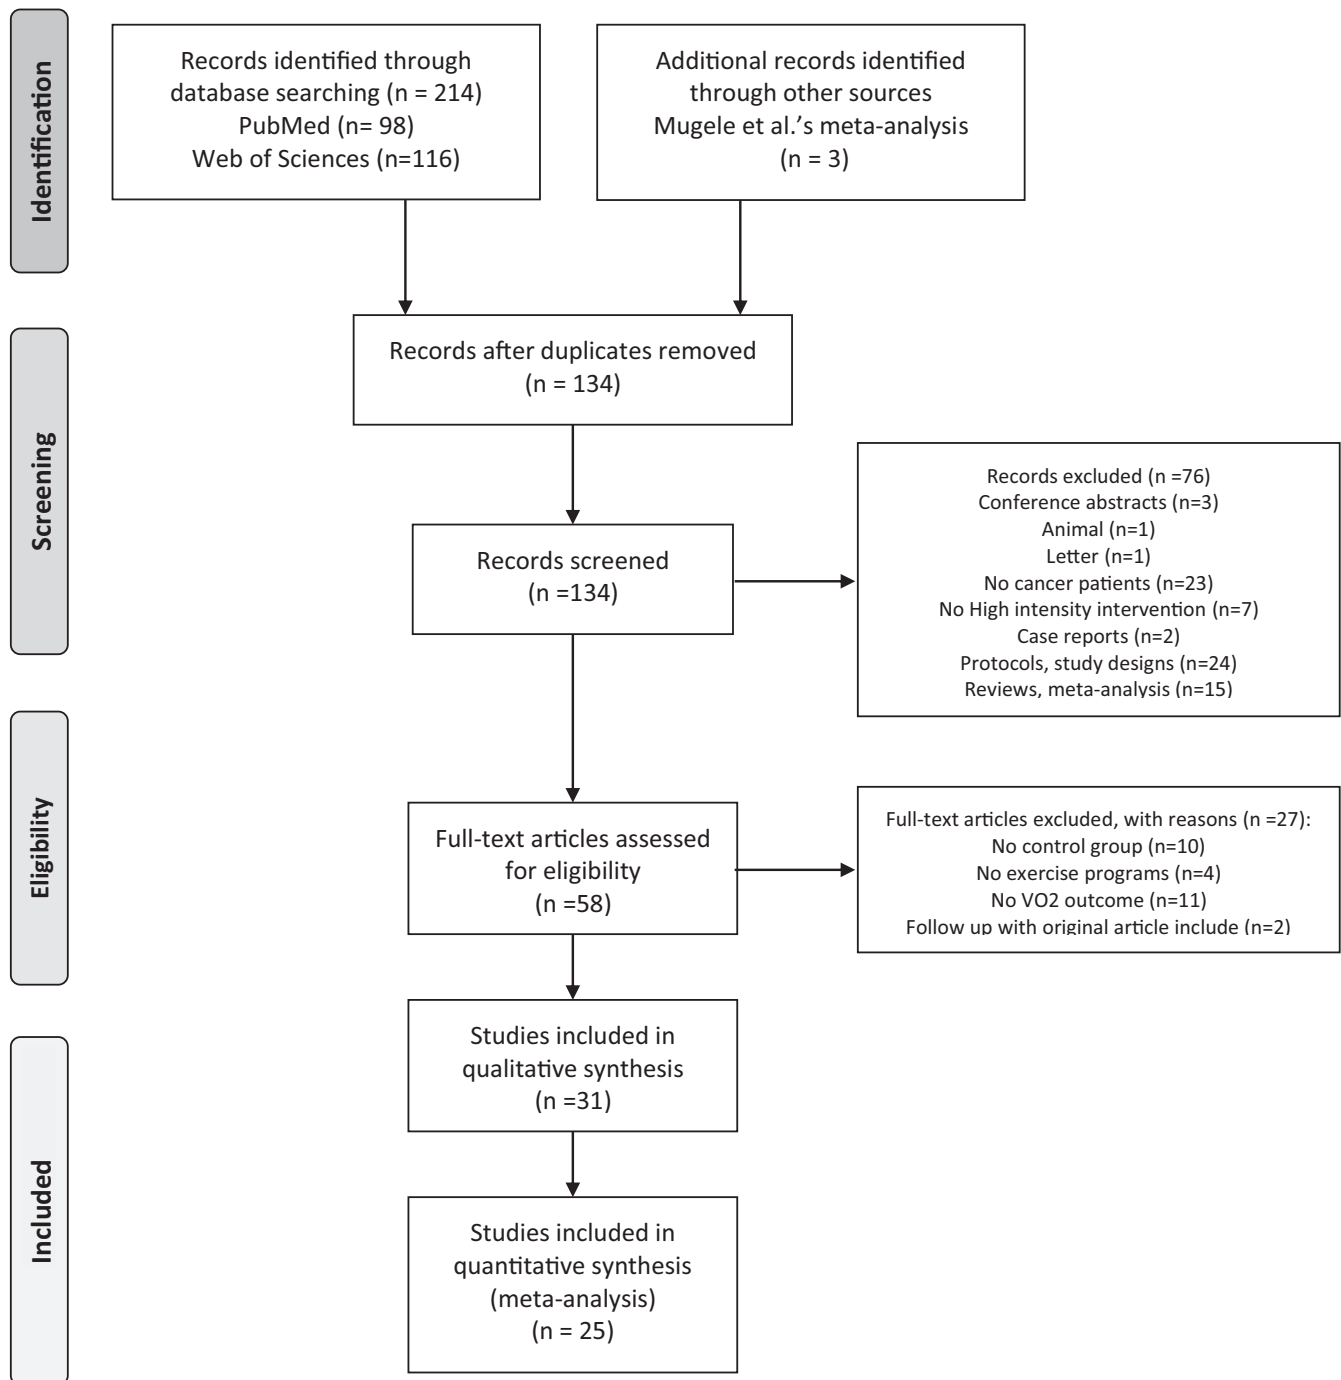 Identification
Records identified through
database searching (n = 214)
PubMed (n= 98)
Web of Sciences (n=116)
Additional records identified
through other sources
Mugele et al.’s meta-analysis
(n = 3)
Screening
Records after duplicates removed
(n = 134)
Records screened
(n =134)
Records excluded (n =76)
Conference abstracts (n=3)
Animal (n=1)
Letter (n=1)
No cancer patients (n=23)
No High intensity intervention (n=7)
Case reports (n=2)
Protocols, study designs (n=24)
Reviews, meta-analysis (n=15)
Eligibility
Full-text articles assessed
for eligibility
(n =58)
Full-text articles excluded, with reasons (n =27):
No control group (n=10)
No exercise programs (n=4)
No VO2 outcome (n=11)
Follow up with original article include (n=2)
Included
Studies included in
qualitative synthesis
(n =31)
Studies included in
quantitative synthesis
(meta-analysis)
(n = 25)